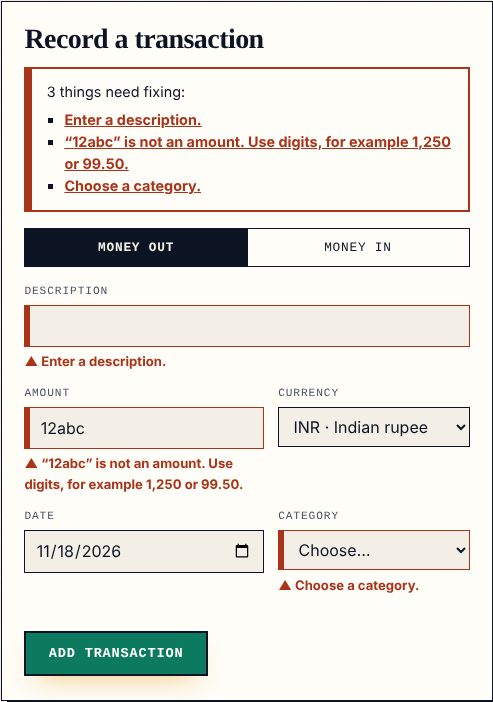 Record a transaction
3 things need fixing:
Enter a description.
“12abc” is not an amount. Use digits, for example 1,250
or 99.50.
Choose a category.
MONEY OUT
MONEY IN
DESCRIPTION
▲ Enter a description.
AMOUNT
CURRENCY
12abc
INR · Indian rupee
▲ “12abc” is not an amount. Use
digits, for example 1,250 or 99.50.
DATE
CATEGORY
11/18/2026
Choose...
▲ Choose a category.
ADD TRANSACTION